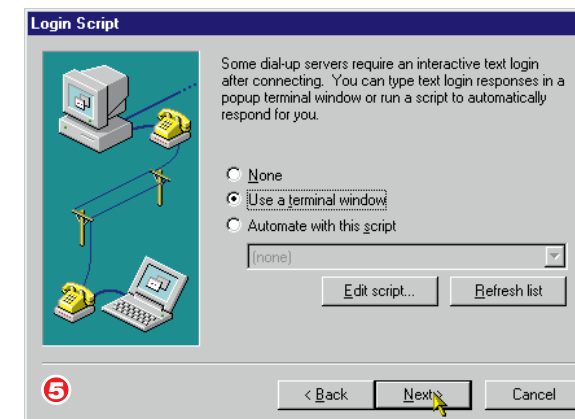 Login Script
Some dial-up servers require an interactive text login
after connecting. You can type text login responses in a
popup terminal window or run a script to automatically
respond for you.
None
Use a terminal window
Automate with this script
(none)
Edit script...
Refresh list
5
< Back
Next >
Cancel